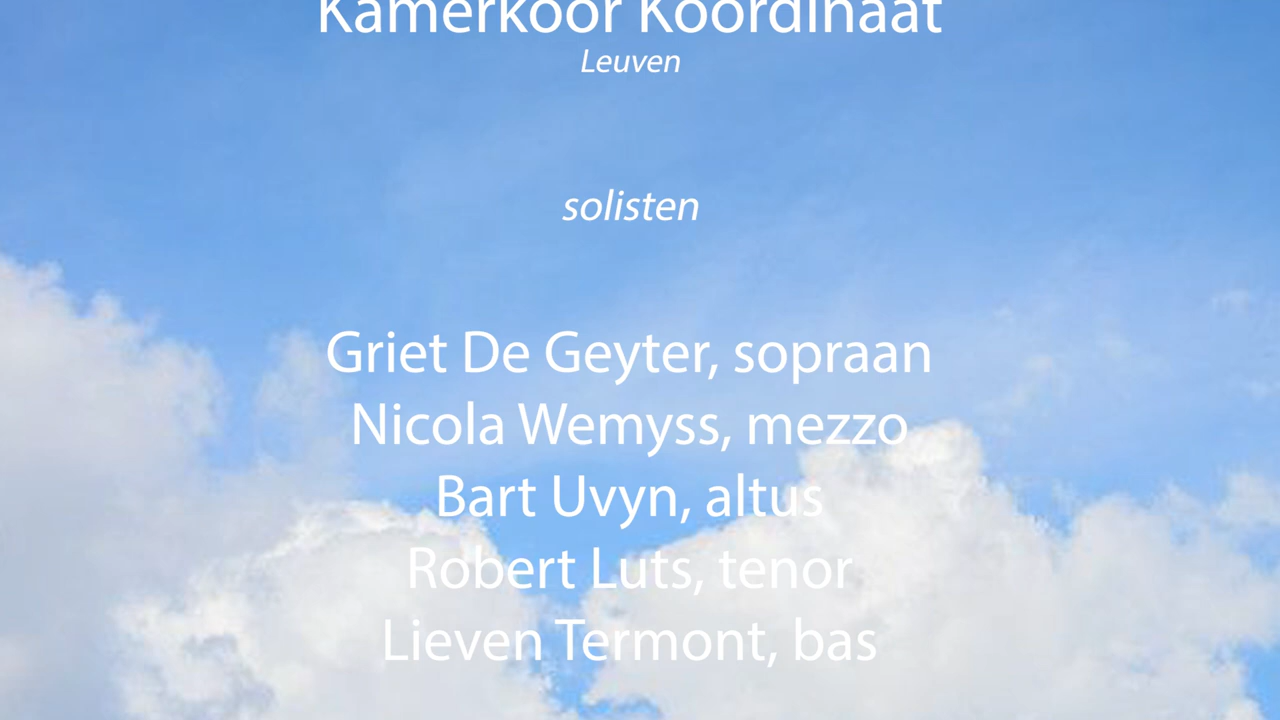 Kamerkoor Koordinaat
Leuven
solisten
Griet De Geyter, sopraan
Nicola Wemyss, mezzo
Bart Uvyn, altus
Robert Luts, tenor
Lieven Termont, bas